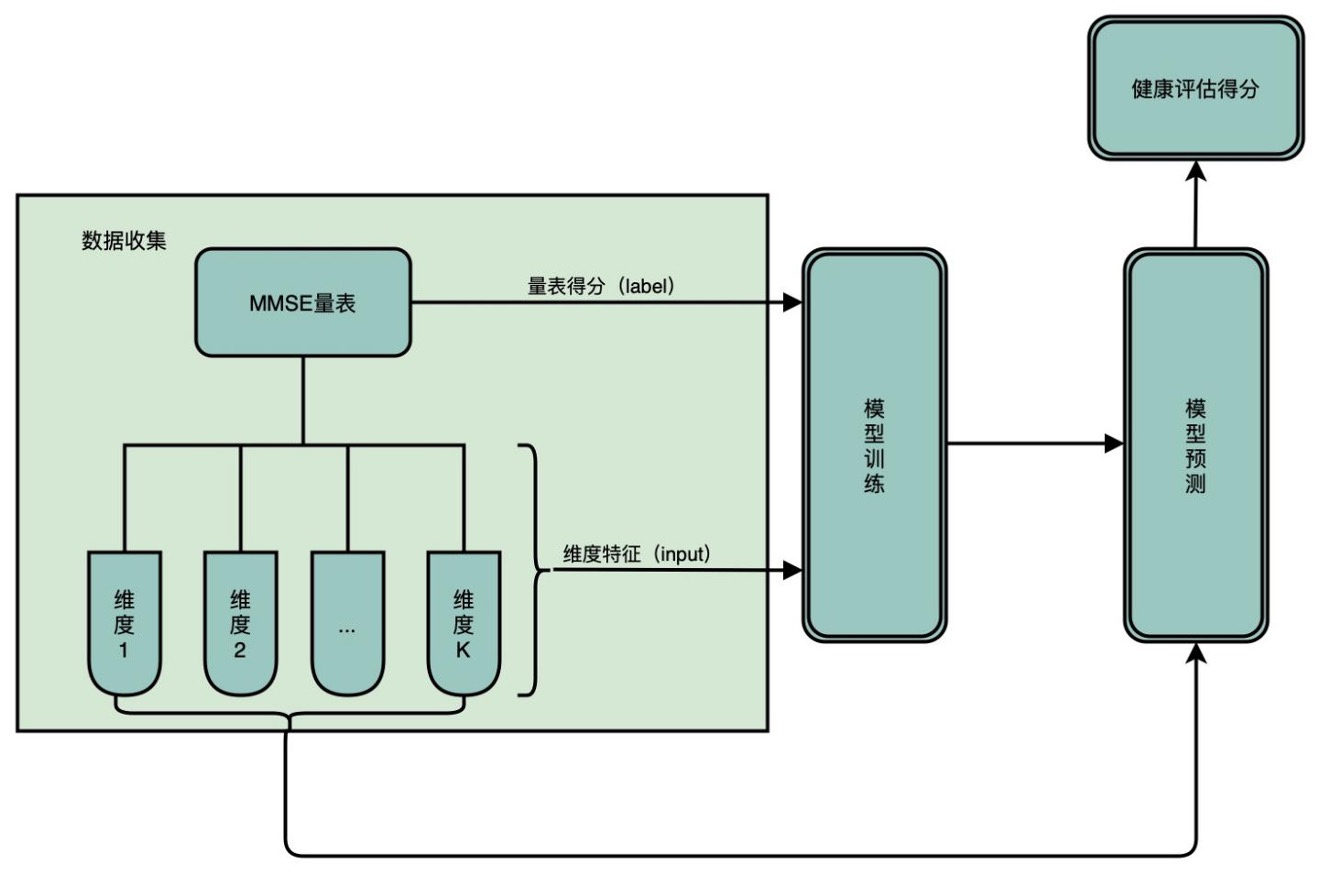 健康评估得分
数据收集
MMSE量表
量表得分（label）
模型训练
模型预测
维度特征（input）
维度1
维度2
...
维度K